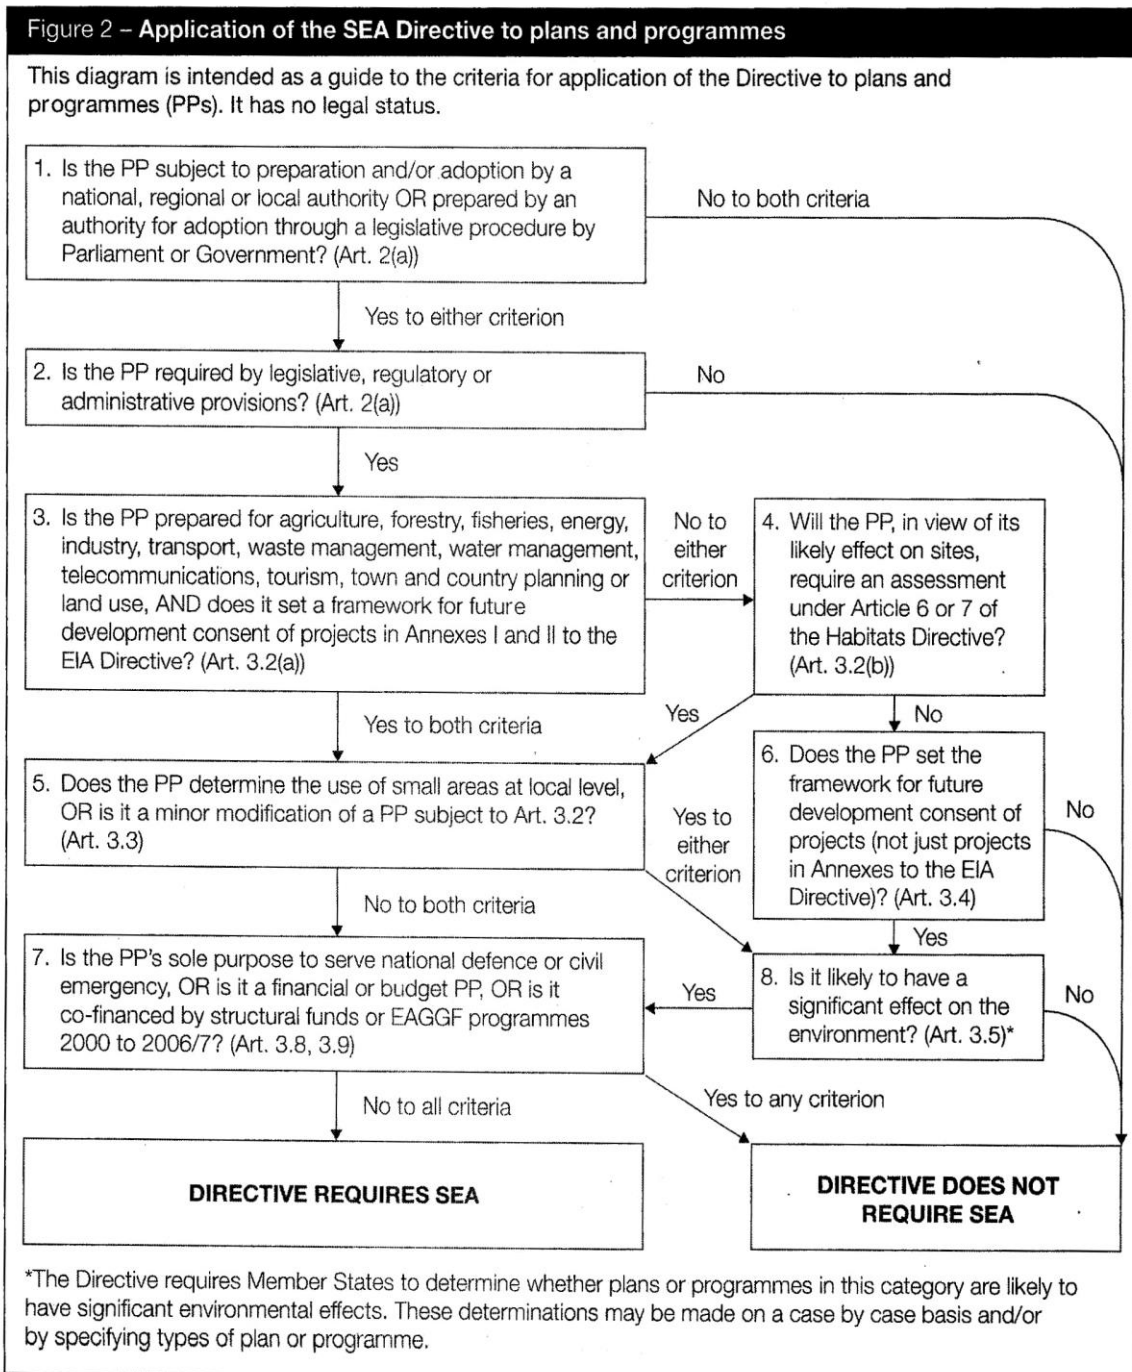 Figure 2 – Application of the SEA Directive to plans and programmes
This diagram is intended as a guide to the criteria for application of the Directive to plans and
programmes (PPs). It has no legal status.
1. Is the PP subject to preparation and/or adoption by a
national, regional or local authority OR prepared by an
authority for adoption through a legislative procedure by
Parliament or Government? (Art. 2(a))
No to both criteria
Yes to either criterion
2. Is the PP required by legislative, regulatory or
administrative provisions? (Art. 2(a))
No
Yes
3. Is the PP prepared for agriculture, forestry, fisheries, energy,
industry, transport, waste management, water management,
telecommunications, tourism, town and country planning or
land use, AND does it set a framework for future
development consent of projects in Annexes I and II to the
EIA Directive? (Art. 3.2(a))
No to
either
criterion
4. Will the PP, in view of its
likely effect on sites,
require an assessment
under Article 6 or 7 of
the Habitats Directive?
(Art. 3.2(b))
Yes to both criteria
Yes
No
5. Does the PP determine the use of small areas at local level,
OR is it a minor modification of a PP subject to Art. 3.2?
(Art. 3.3)
Yes to
either
criterion
6. Does the PP set the
framework for future
development consent of
projects (not just projects
in Annexes to the EIA
Directive)? (Art. 3.4)
No
No to both criteria
Yes
7. Is the PP's sole purpose to serve national defence or civil
emergency, OR is it a financial or budget PP, OR is it
co-financed by structural funds or EAGGF programmes
2000 to 2006/7? (Art. 3.8, 3.9)
Yes
8. Is it likely to have a
significant effect on the
environment? (Art. 3.5)*
No
No to all criteria
Yes to any criterion
DIRECTIVE REQUIRES SEA
DIRECTIVE DOES NOT
REQUIRE SEA
*The Directive requires Member States to determine whether plans or programmes in this category are likely to
have significant environmental effects. These determinations may be made on a case by case basis and/or
by specifying types of plan or programme.